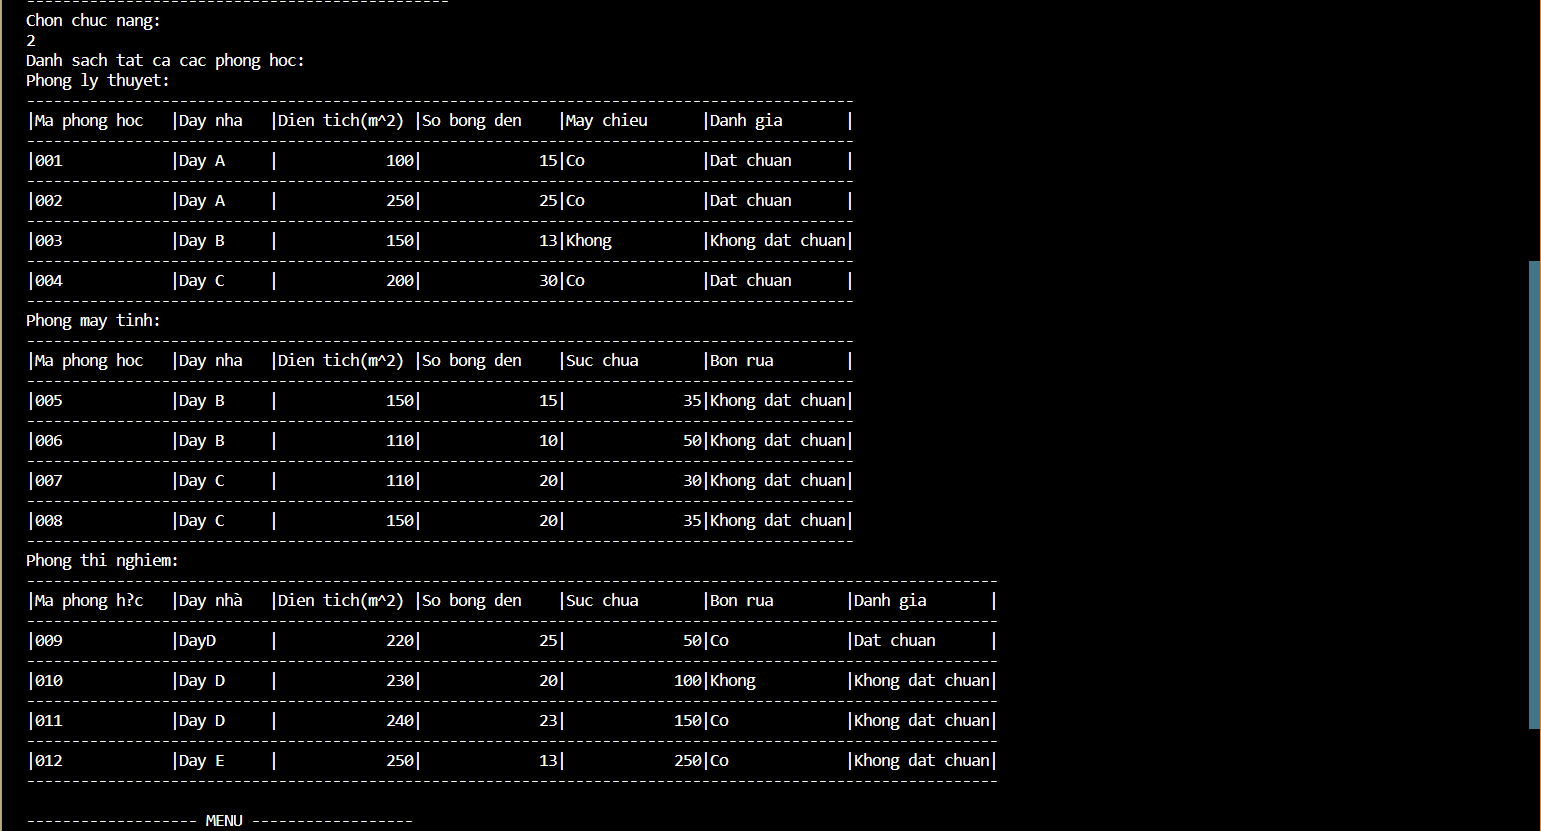 -----------------------------------------------
Chon chuc nang:
2
Danh sach tat ca cac phong hoc:
Phong ly thuyet:
--------------------------------------------------------------------------------------------
|Ma phong hoc   |Day nha   |Dien tich(m^2) |So bong den    |May chieu      |Danh gia       |
--------------------------------------------------------------------------------------------
|001            |Day A     |            100|             15|Co             |Dat chuan      |
--------------------------------------------------------------------------------------------
|002            |Day A     |            250|             25|Co             |Dat chuan      |
--------------------------------------------------------------------------------------------
|003            |Day B     |            150|             13|Khong          |Khong dat chuan|
--------------------------------------------------------------------------------------------
|004            |Day C     |            200|             30|Co             |Dat chuan      |
--------------------------------------------------------------------------------------------
Phong may tinh:
--------------------------------------------------------------------------------------------
|Ma phong hoc   |Day nha   |Dien tich(m^2) |So bong den    |Suc chua       |Bon rua        |
--------------------------------------------------------------------------------------------
|005            |Day B     |            150|             15|             35|Khong dat chuan|
--------------------------------------------------------------------------------------------
|006            |Day B     |            110|             10|             50|Khong dat chuan|
--------------------------------------------------------------------------------------------
|007            |Day C     |            110|             20|             30|Khong dat chuan|
--------------------------------------------------------------------------------------------
|008            |Day C     |            150|             20|             35|Khong dat chuan|
--------------------------------------------------------------------------------------------
Phong thi nghiem:
------------------------------------------------------------------------------------------------------------
|Ma phong h?c   |Day nhà   |Dien tich(m^2) |So bong den    |Suc chua       |Bon rua        |Danh gia       |
------------------------------------------------------------------------------------------------------------
|009            |DayD      |            220|             25|             50|Co             |Dat chuan      |
------------------------------------------------------------------------------------------------------------
|010            |Day D     |            230|             20|            100|Khong          |Khong dat chuan|
------------------------------------------------------------------------------------------------------------
|011            |Day D     |            240|             23|            150|Co             |Khong dat chuan|
------------------------------------------------------------------------------------------------------------
|012            |Day E     |            250|             13|            250|Co             |Khong dat chuan|
------------------------------------------------------------------------------------------------------------
------------------- MENU ------------------